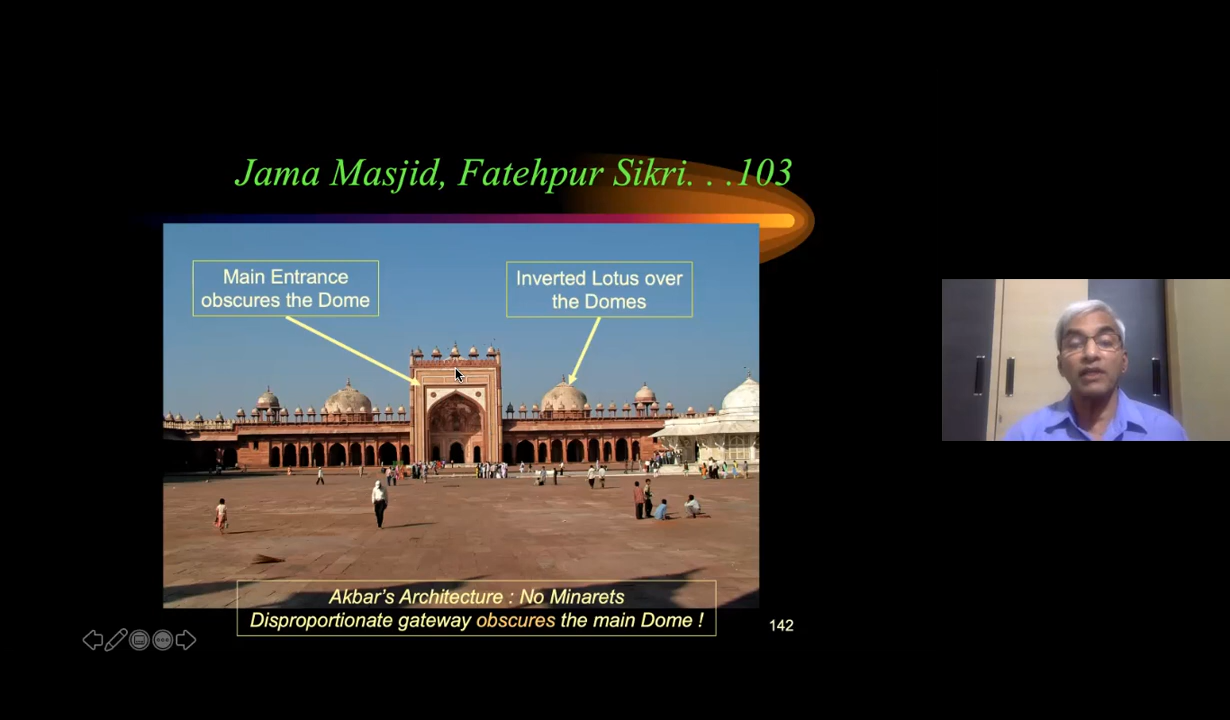 Jama Masjid, Fatehpur Sikri. . .103
Main Entrance
obscures the Dome
Inverted Lotus over
the Domes
Akbar's Architecture : No Minarets
Disproportionate gateway obscures the main Dome !
142